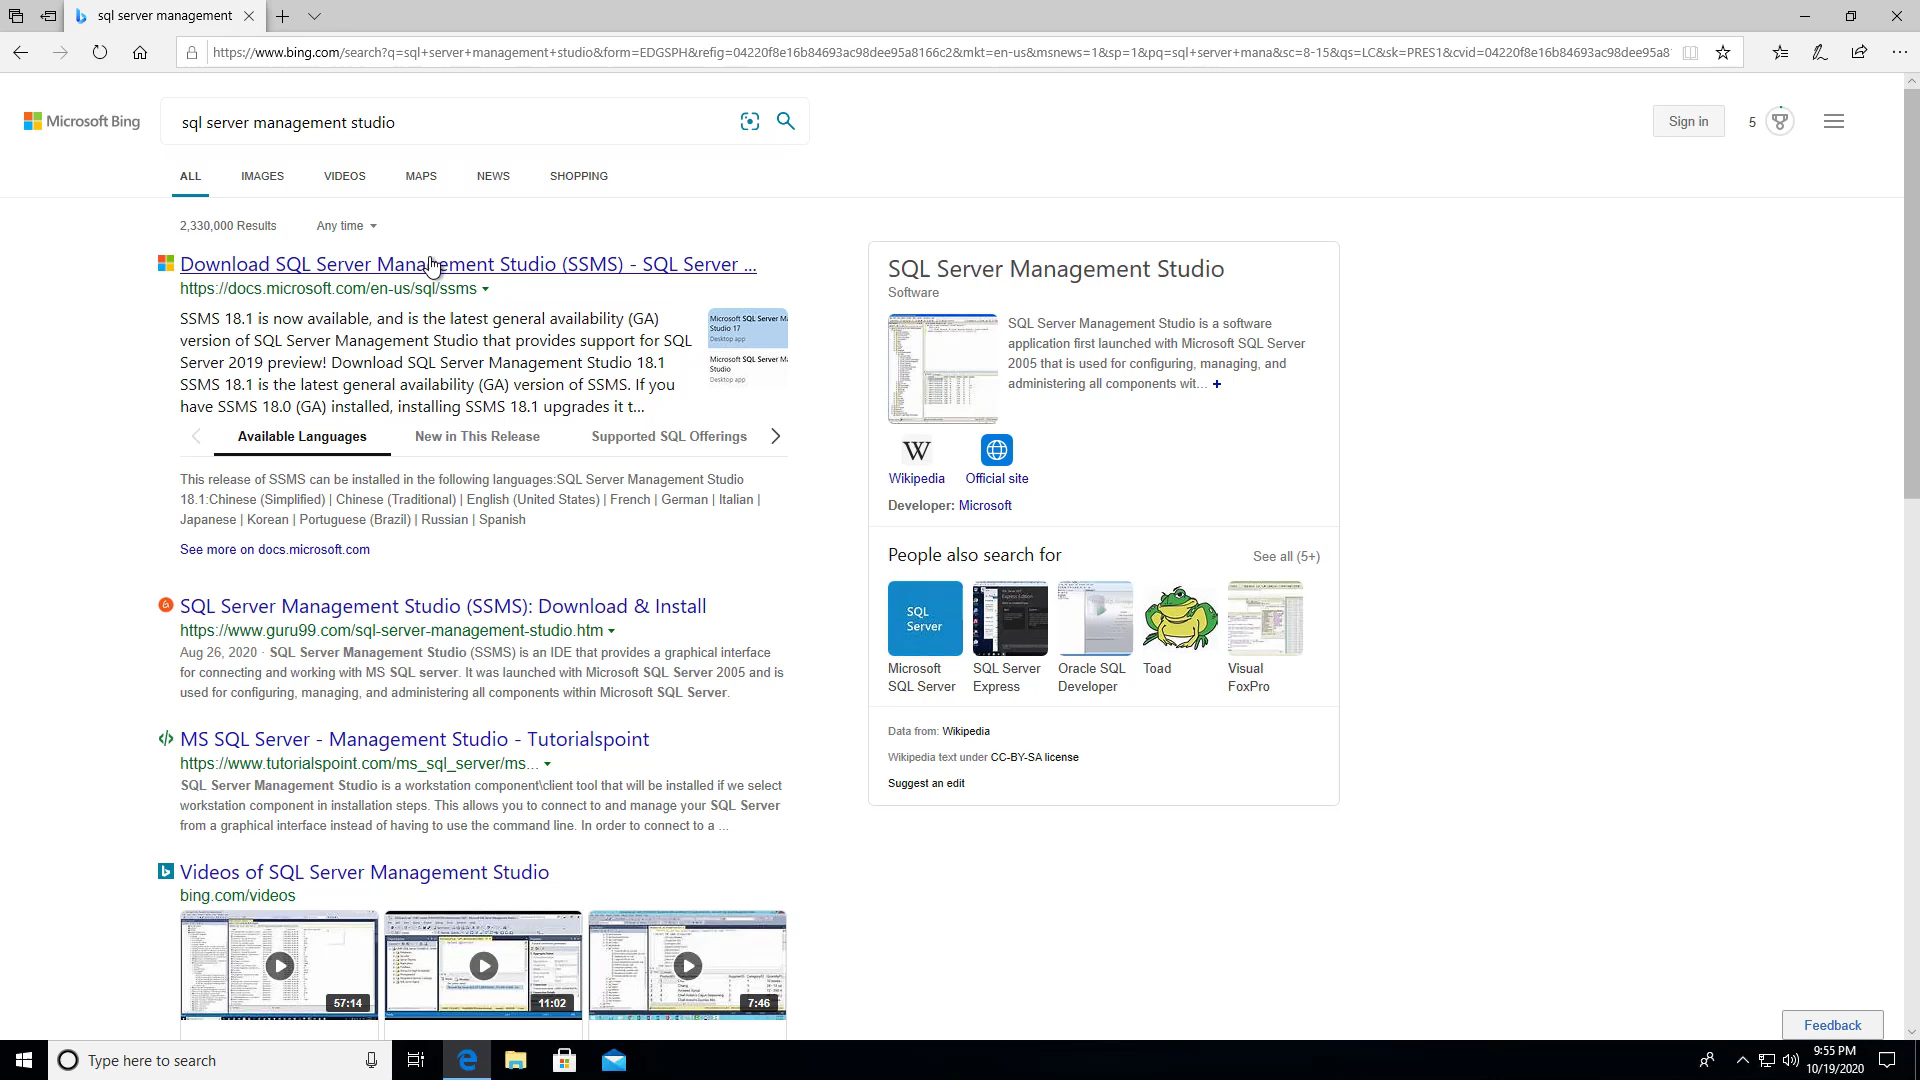 sql server management
https://www.bing.com/search?q=sql+server+management+studio&form=EDGSPH&refig=04220f8e16b84693ac98dee95a8166c2&mkt=en-us&msnews=1&sp=1&pq=sql+server+mana&sc=8-15&qs=LC&sk=PRES1&cvid=04220f8e16b84693ac98dee95a8
Microsoft Bing
sql server management studio
Sign in
5
ALL
IMAGES
VIDEOS
MAPS
NEWS
SHOPPING
2,330,000 Results
Any time
Download SQL Server Management Studio (SSMS) - SQL Server ...
https://docs.microsoft.com/en-us/sql/ssms
SSMS 18.1 is now available, and is the latest general availability (GA)
version of SQL Server Management Studio that provides support for SQL
Server 2019 preview! Download SQL Server Management Studio 18.1
SSMS 18.1 is the latest general availability (GA) version of SSMS. If you
have SSMS 18.0 (GA) installed, installing SSMS 18.1 upgrades it t...
Microsoft SQL Server Ma
Studio 17
Desktop app
Microsoft SQL Server Ma
Studio
Desktop app
Available Languages
New in This Release
Supported SQL Offerings
This release of SSMS can be installed in the following languages:SQL Server Management Studio
18.1:Chinese (Simplified) | Chinese (Traditional) | English (United States) | French | German | Italian |
Japanese | Korean | Portuguese (Brazil) | Russian | Spanish
See more on docs.microsoft.com
SQL Server Management Studio (SSMS): Download & Install
https://www.guru99.com/sql-server-management-studio.htm
Aug 26, 2020 · SQL Server Management Studio (SSMS) is an IDE that provides a graphical interface
for connecting and working with MS SQL server. It was launched with Microsoft SQL Server 2005 and is
used for configuring, managing, and administering all components within Microsoft SQL Server.
MS SQL Server - Management Studio - Tutorialspoint
https://www.tutorialspoint.com/ms_sql_server/ms...
SQL Server Management Studio is a workstation component\client tool that will be installed if we select
workstation component in installation steps. This allows you to connect to and manage your SQL Server
from a graphical interface instead of having to use the command line. In order to connect to a ...
Videos of SQL Server Management Studio
bing.com/videos
57:14
11:02
7:46
SQL Server Management Studio
Software
SQL Server Management Studio is a software
application first launched with Microsoft SQL Server
2005 that is used for configuring, managing, and
administering all components wit... +
W
Wikipedia
Official site
Developer: Microsoft
People also search for
See all (5+)
SQL
Server
Microsoft
SQL Server
SQL Server
Express
Oracle SQL
Developer
Toad
Visual
FoxPro
Data from: Wikipedia
Wikipedia text under CC-BY-SA license
Suggest an edit
Feedback
Type here to search
9:55 PM
10/19/2020